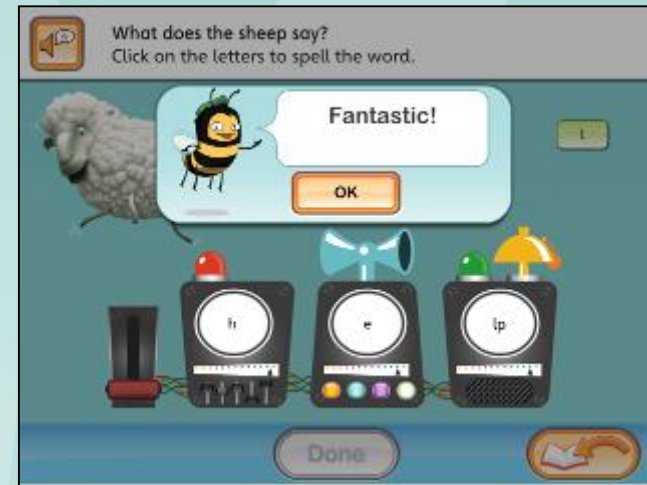 What does the sheep say?
Click on the letters to spell the word.
Fantastic!
OK
h
e
lp
Done